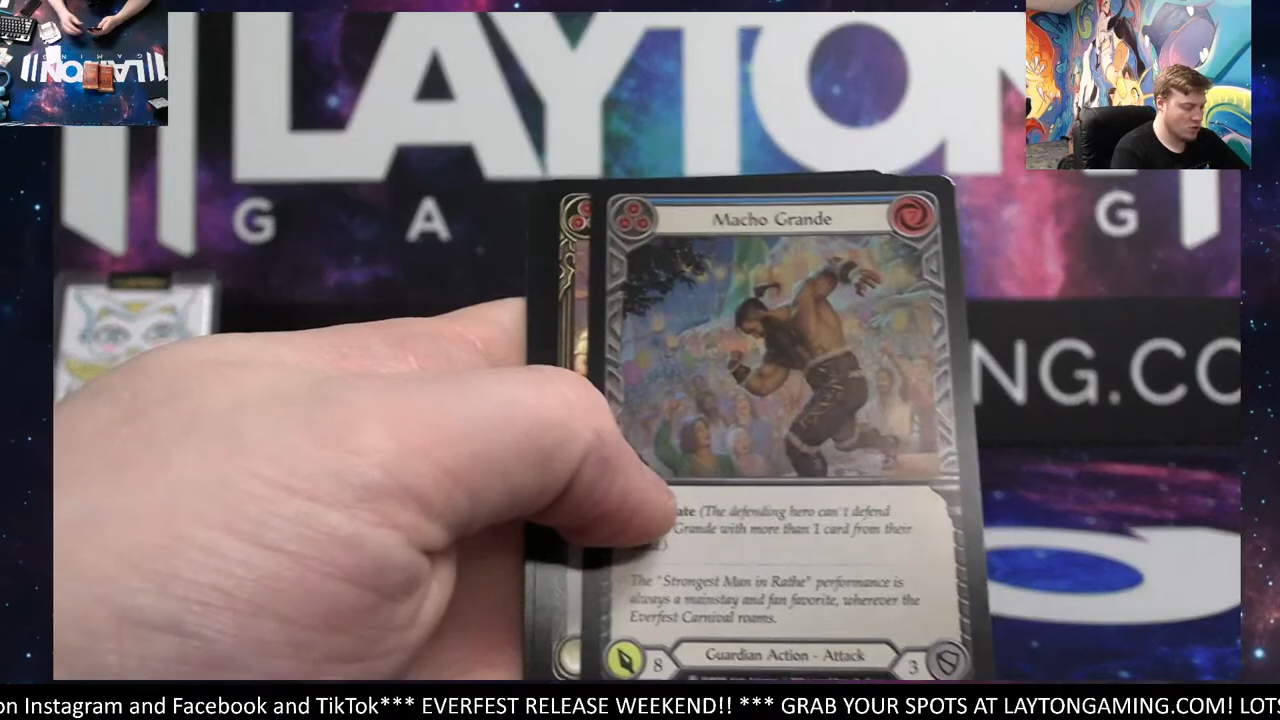 LAYTON
G A G
NG.CO
Macho Grande
ate (The defending hero can't defend
Grande with more than 1 card from their
The "Strongest Man in Rathe" performance is
always a mainstay and fan favorite, wherever the
Everfest Carnival roams.
8 Guardian Action - Attack 3
on Instagram and Facebook and TikTok*** EVERFEST RELEASE WEEKEND!! *** GRAB YOUR SPOTS AT LAYTONGAMING.COM! LOTS